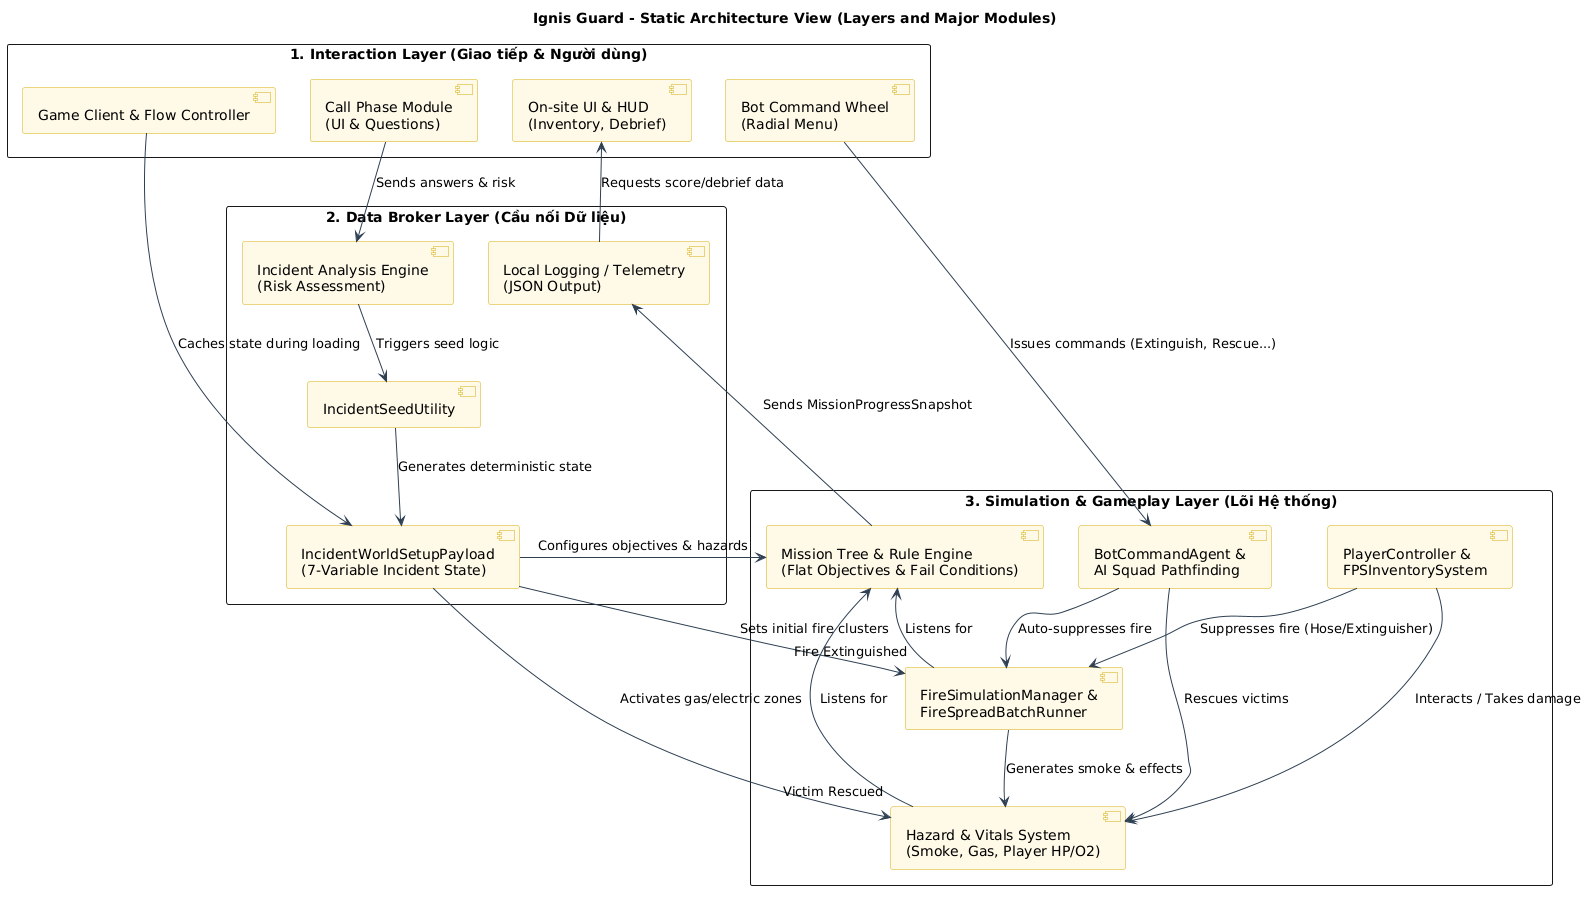 Ignis Guard - Static Architecture View (Layers and Major Modules)
1. Interaction Layer (Giao tiếp & Người dùng)
Game Client & Flow Controller
Call Phase Module
(UI & Questions)
On-site UI & HUD
(Inventory, Debrief)
Bot Command Wheel
(Radial Menu)
Sends answers & risk
Requests score/debrief data
2. Data Broker Layer (Cầu nối Dữ liệu)
Incident Analysis Engine
(Risk Assessment)
Local Logging / Telemetry
(JSON Output)
Caches state during loading
Triggers seed logic
Issues commands (Extinguish, Rescue...)
IncidentSeedUtility
Sends MissionProgressSnapshot
Generates deterministic state
3. Simulation & Gameplay Layer (Lõi Hệ thống)
IncidentWorldSetupPayload
(7-Variable Incident State)
Configures objectives & hazards
Mission Tree & Rule Engine
(Flat Objectives & Fail Conditions)
BotCommandAgent &
AI Squad Pathfinding
PlayerController &
FPSInventorySystem
Sets initial fire clusters
Listens for
Fire Extinguished
Auto-suppresses fire
Suppresses fire (Hose/Extinguisher)
Activates gas/electric zones
Listens for
Victim Rescued
FireSimulationManager &
FireSpreadBatchRunner
Rescues victims
Interacts / Takes damage
Generates smoke & effects
Hazard & Vitals System
(Smoke, Gas, Player HP/O2)